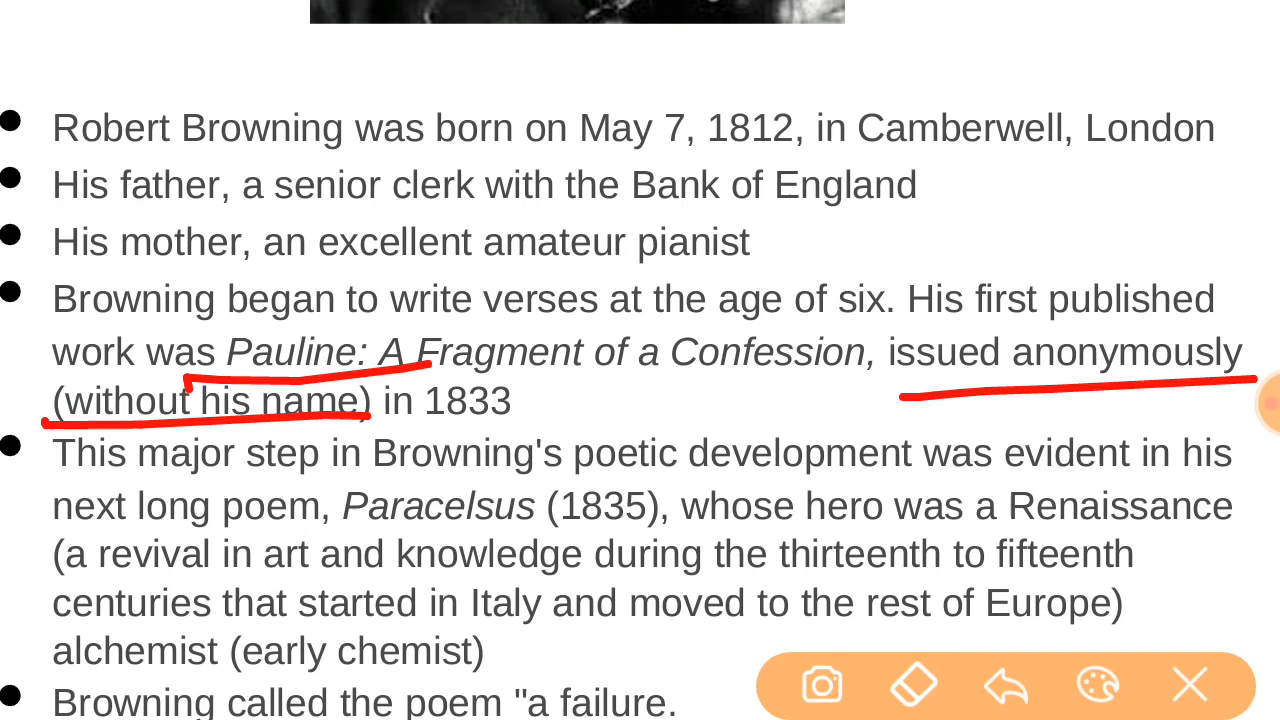 Robert Browning was born on May 7, 1812, in Camberwell, London
His father, a senior clerk with the Bank of England
His mother, an excellent amateur pianist
Browning began to write verses at the age of six. His first published
work was Pauline: A Fragment of a Confession, issued anonymously
(without his name) in 1833
This major step in Browning's poetic development was evident in his
next long poem, Paracelsus (1835), whose hero was a Renaissance
(a revival in art and knowledge during the thirteenth to fifteenth
centuries that started in Italy and moved to the rest of Europe)
alchemist (early chemist)
Browning called the poem "a failure.